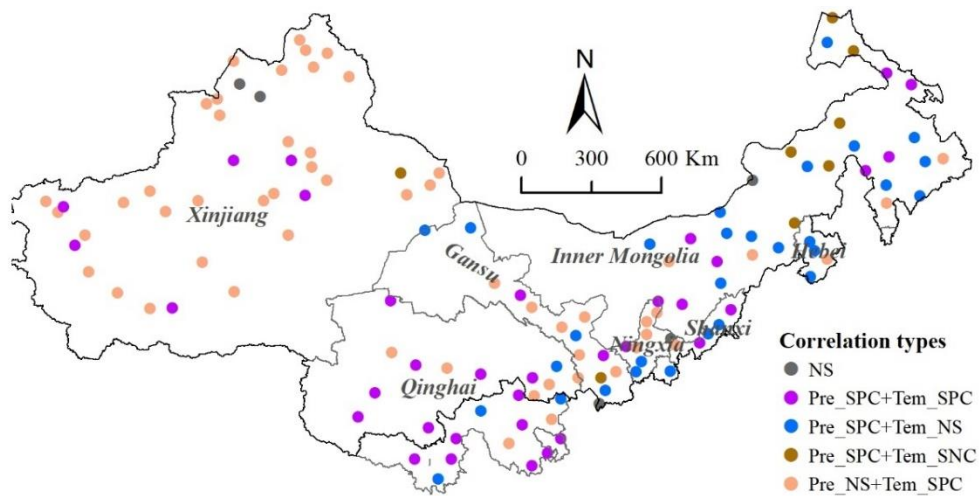 N
0 300 600 Km
Xinjiang
Gansu
Inner Mongolia
Hebei
Ningxia
Shanxi
Qinghai
Correlation types
NS
Pre_SPC+Tem_SPC
Pre_SPC+Tem_NS
Pre_SPC+Tem_SNC
Pre_NS+Tem_SPC